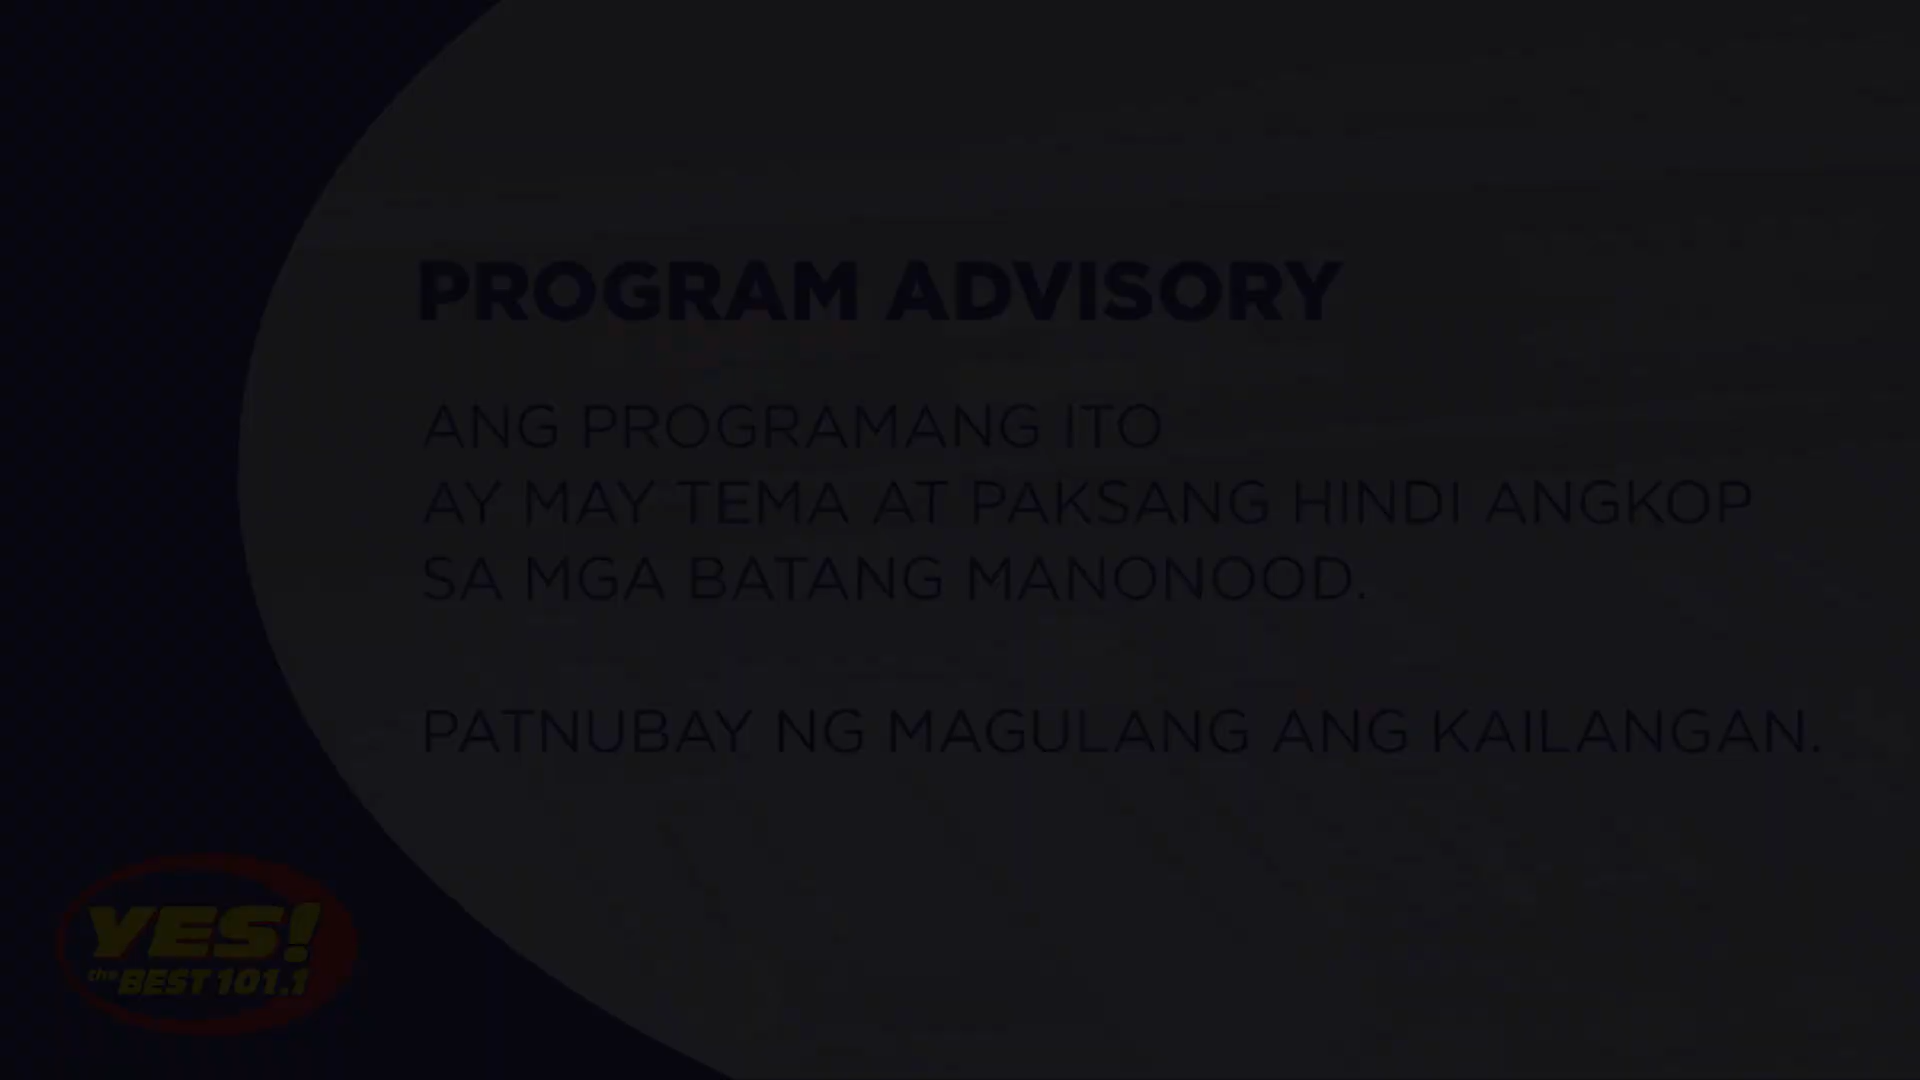 PROGRAM ADVISORY
ANG PROGRAMANG ITO
AY MAY TEMA AT PAKSANG HINDI ANGKOP
SA MGA BATANG MANONOOD.
PATNUBAY NG MAGULANG ANG KAILANGAN.
YES!
the BEST 101.1